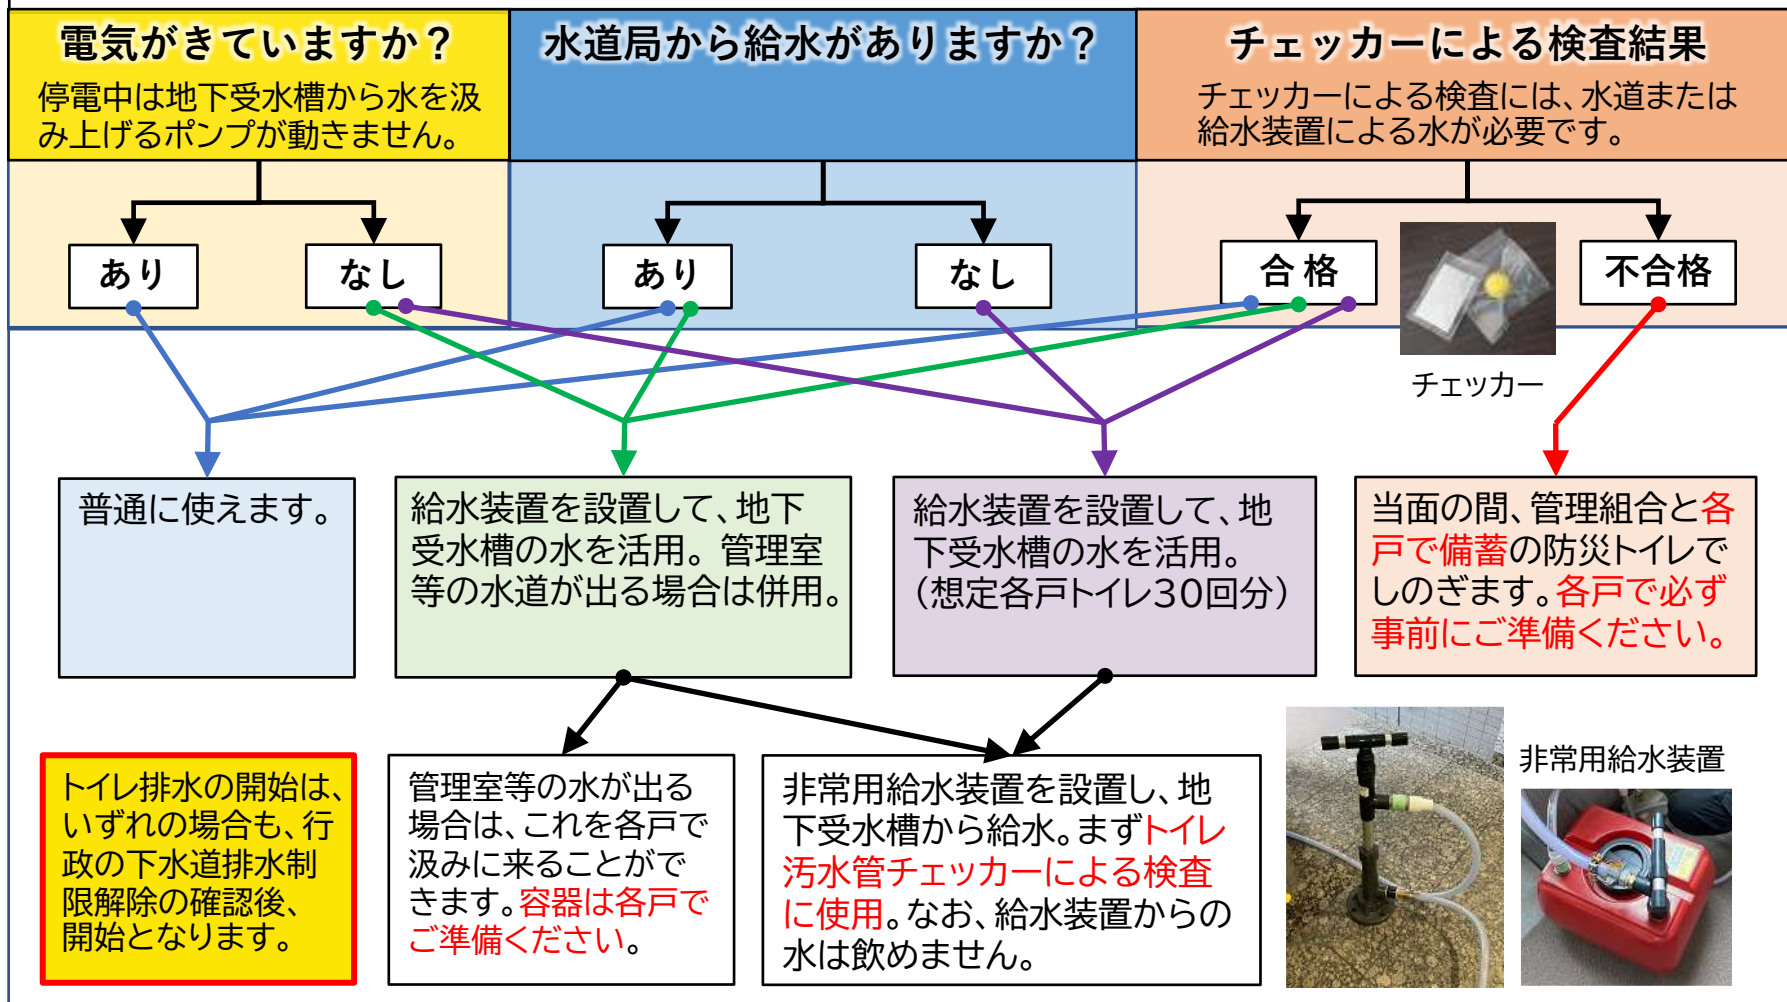 電気がきていますか？
停電中は地下受水槽から水を汲
み上げるポンプが動きません。
水道局から給水がありますか？
チェッカーによる検査結果
チェッカーによる検査には、水道または
給水装置による水が必要です。
あり
なし
あり
なし
合格
不合格
チェッカー
普通に使えます。
給水装置を設置して、地下
受水槽の水を活用。管理室
等の水道が出る場合は併用。
給水装置を設置して、地
下受水槽の水を活用。
（想定各戸トイレ30回分）
当面の間、管理組合と各
戸で備蓄の防災トイレで
しのぎます。各戸で必ず
事前にご準備ください。
トイレ排水の開始は、
いずれの場合も、行
政の下水道排水制
限解除の確認後、
開始となります。
管理室等の水が出る
場合は、これを各戸で
汲みに来ることがで
きます。容器は各戸で
ご準備ください。
非常用給水装置を設置し、地
下受水槽から給水。まずトイレ
汚水管チェッカーによる検査
に使用。なお、給水装置からの
水は飲めません。
非常用給水装置